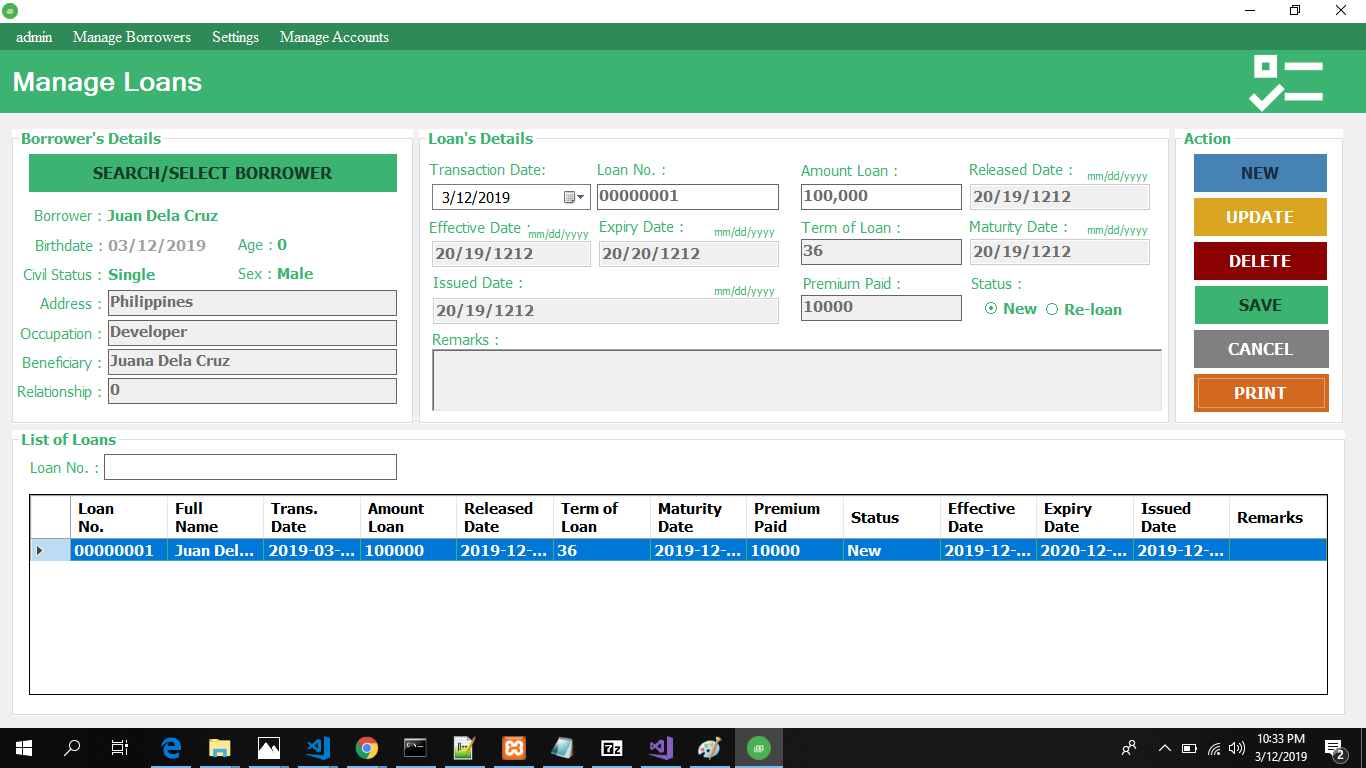 admin Manage Borrowers Settings Manage Accounts
Manage Loans
Borrower's Details
SEARCH/SELECT BORROWER
Borrower : Juan Dela Cruz
Birthdate : 03/12/2019 Age : 0
Civil Status : Single Sex : Male
Address : Philippines
Occupation : Developer
Beneficiary : Juana Dela Cruz
Relationship : 0
Loan's Details
Transaction Date: Loan No. : Amount Loan : Released Date : mm/dd/yyyy
3/12/2019 00000001 100,000 20/19/1212
Effective Date : mm/dd/yyyy Expiry Date : mm/dd/yyyy Term of Loan : Maturity Date : mm/dd/yyyy
20/19/1212 20/20/1212 36 20/19/1212
Issued Date : mm/dd/yyyy Premium Paid : Status :
20/19/1212 10000 New Re-loan
Remarks :
Action
NEW
UPDATE
DELETE
SAVE
CANCEL
PRINT
List of Loans
Loan No. :
Loan Full Trans. Amount Released Term of Maturity Premium Status Effective Expiry Issued Remarks
No. Name Date Loan Date Loan Date Paid Date Date Date
00000001 Juan Del... 2019-03-... 100000 2019-12-... 36 2019-12-... 10000 New 2019-12-... 2020-12-... 2019-12-...
10:33 PM
3/12/2019
2
7z